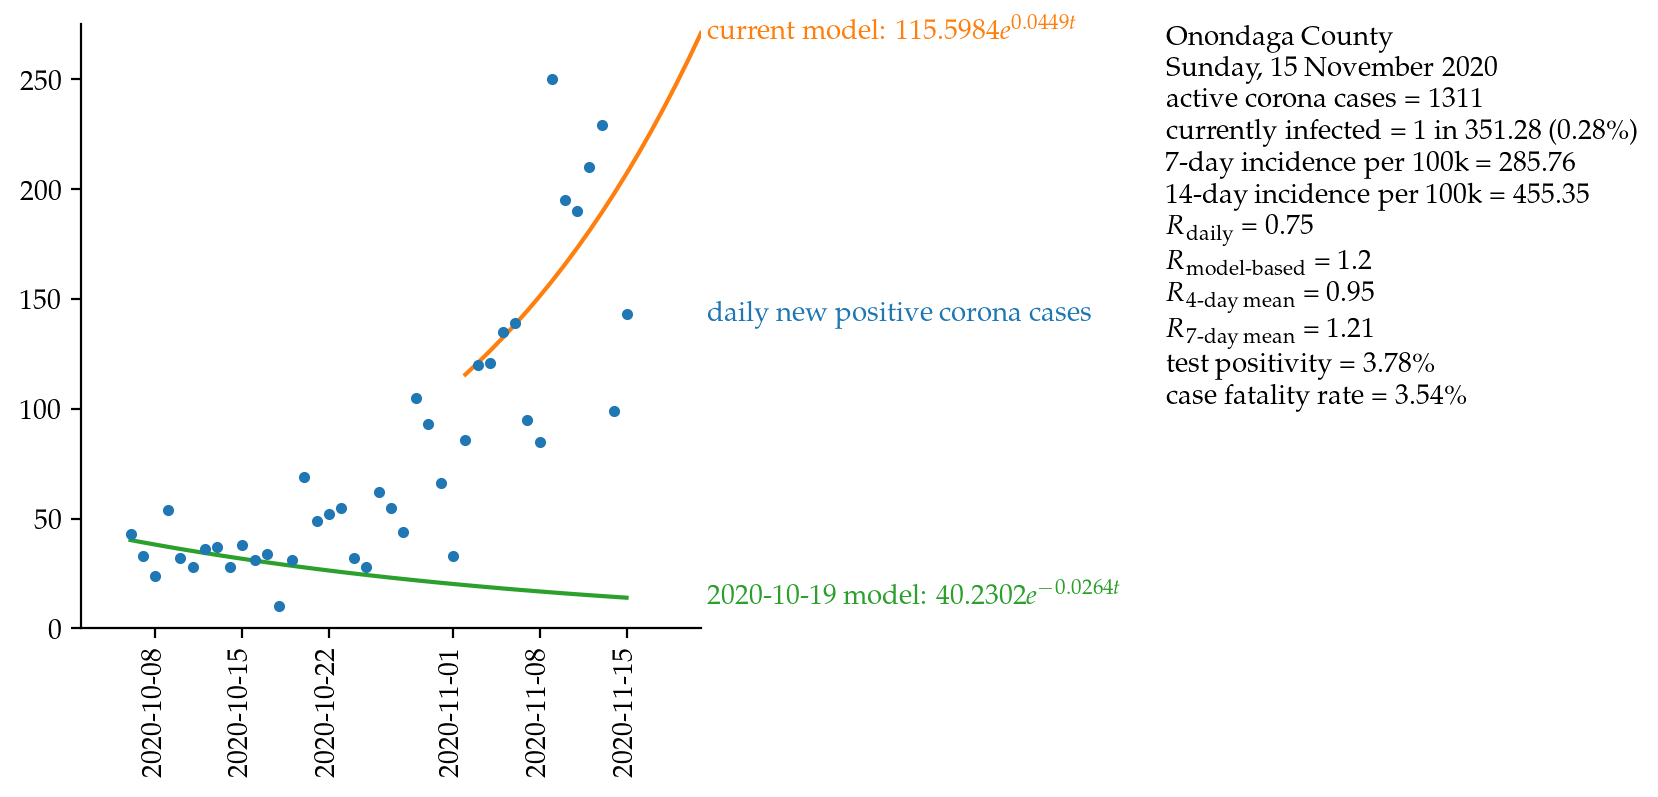 current model: 115.5984e^0.0449t
daily new positive corona cases
2020-10-19 model: 40.2302e^−0.0264t
250
200
150
100
50
0
2020-10-08
2020-10-15
2020-10-22
2020-11-01
2020-11-08
2020-11-15
Onondaga County
Sunday, 15 November 2020
active corona cases = 1311
currently infected = 1 in 351.28 (0.28%)
7-day incidence per 100k = 285.76
14-day incidence per 100k = 455.35
R_daily = 0.75
R_model-based = 1.2
R_4-day mean = 0.95
R_7-day mean = 1.21
test positivity = 3.78%
case fatality rate = 3.54%